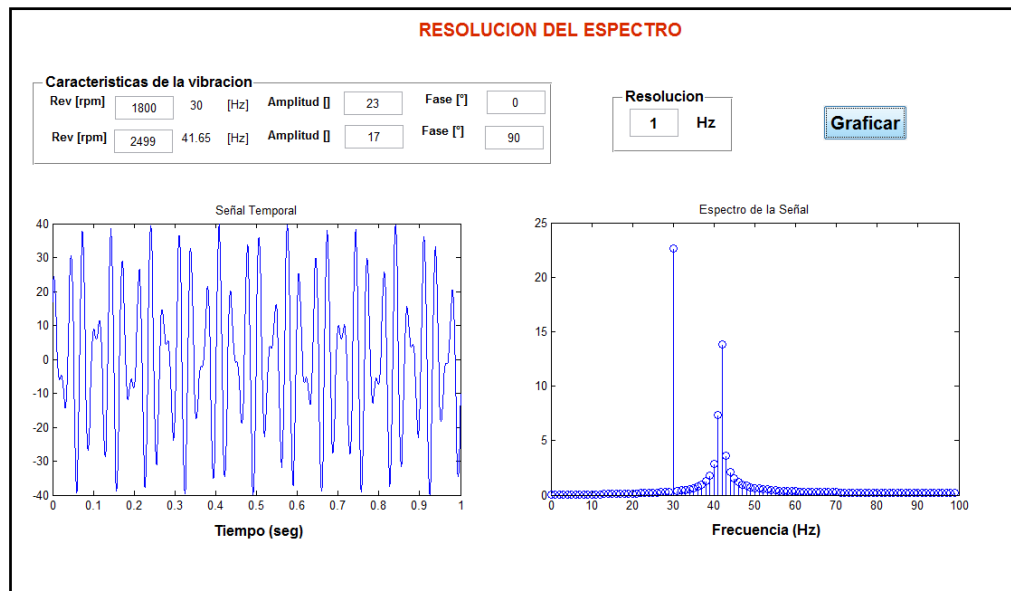 RESOLUCION DEL ESPECTRO
Caracteristicas de la vibracion
Rev [rpm] 1800 30 [Hz] Amplitud [] 23 Fase [°] 0
Rev [rpm] 2499 41.65 [Hz] Amplitud [] 17 Fase [°] 90
Resolucion
1 Hz
Graficar
Señal Temporal
40
30
20
10
0
-10
-20
-30
-40
0 0.1 0.2 0.3 0.4 0.5 0.6 0.7 0.8 0.9 1
Tiempo (seg)
Espectro de la Señal
25
20
15
10
5
0
0 10 20 30 40 50 60 70 80 90 100
Frecuencia (Hz)